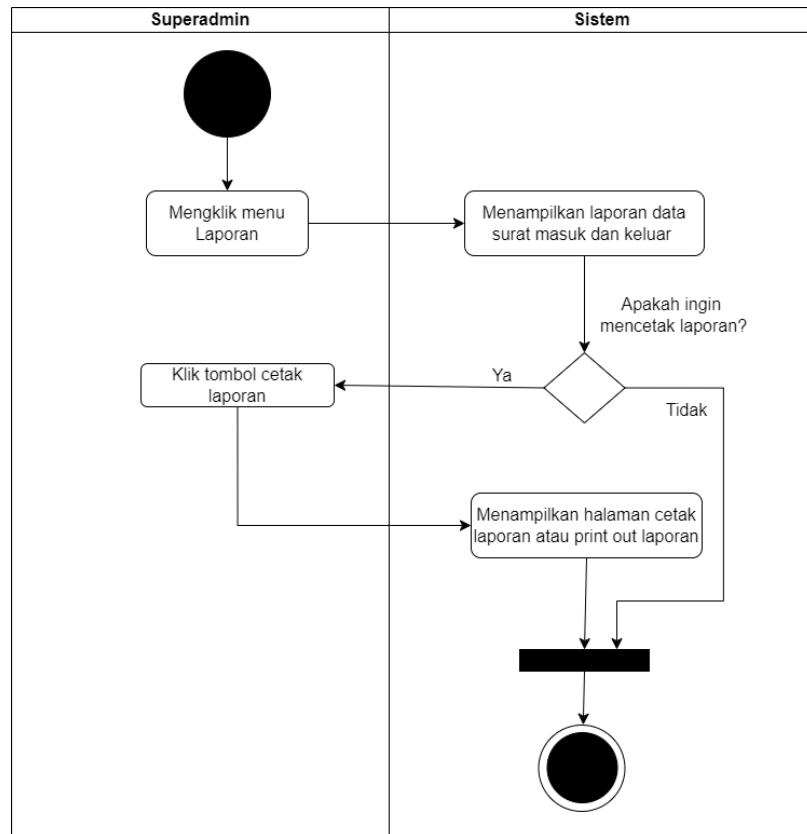 Superadmin
Sistem
Mengklik menu
Laporan
Menampilkan laporan data
surat masuk dan keluar
Apakah ingin
mencetak laporan?
Ya
Tidak
Klik tombol cetak
laporan
Menampilkan halaman cetak
laporan atau print out laporan